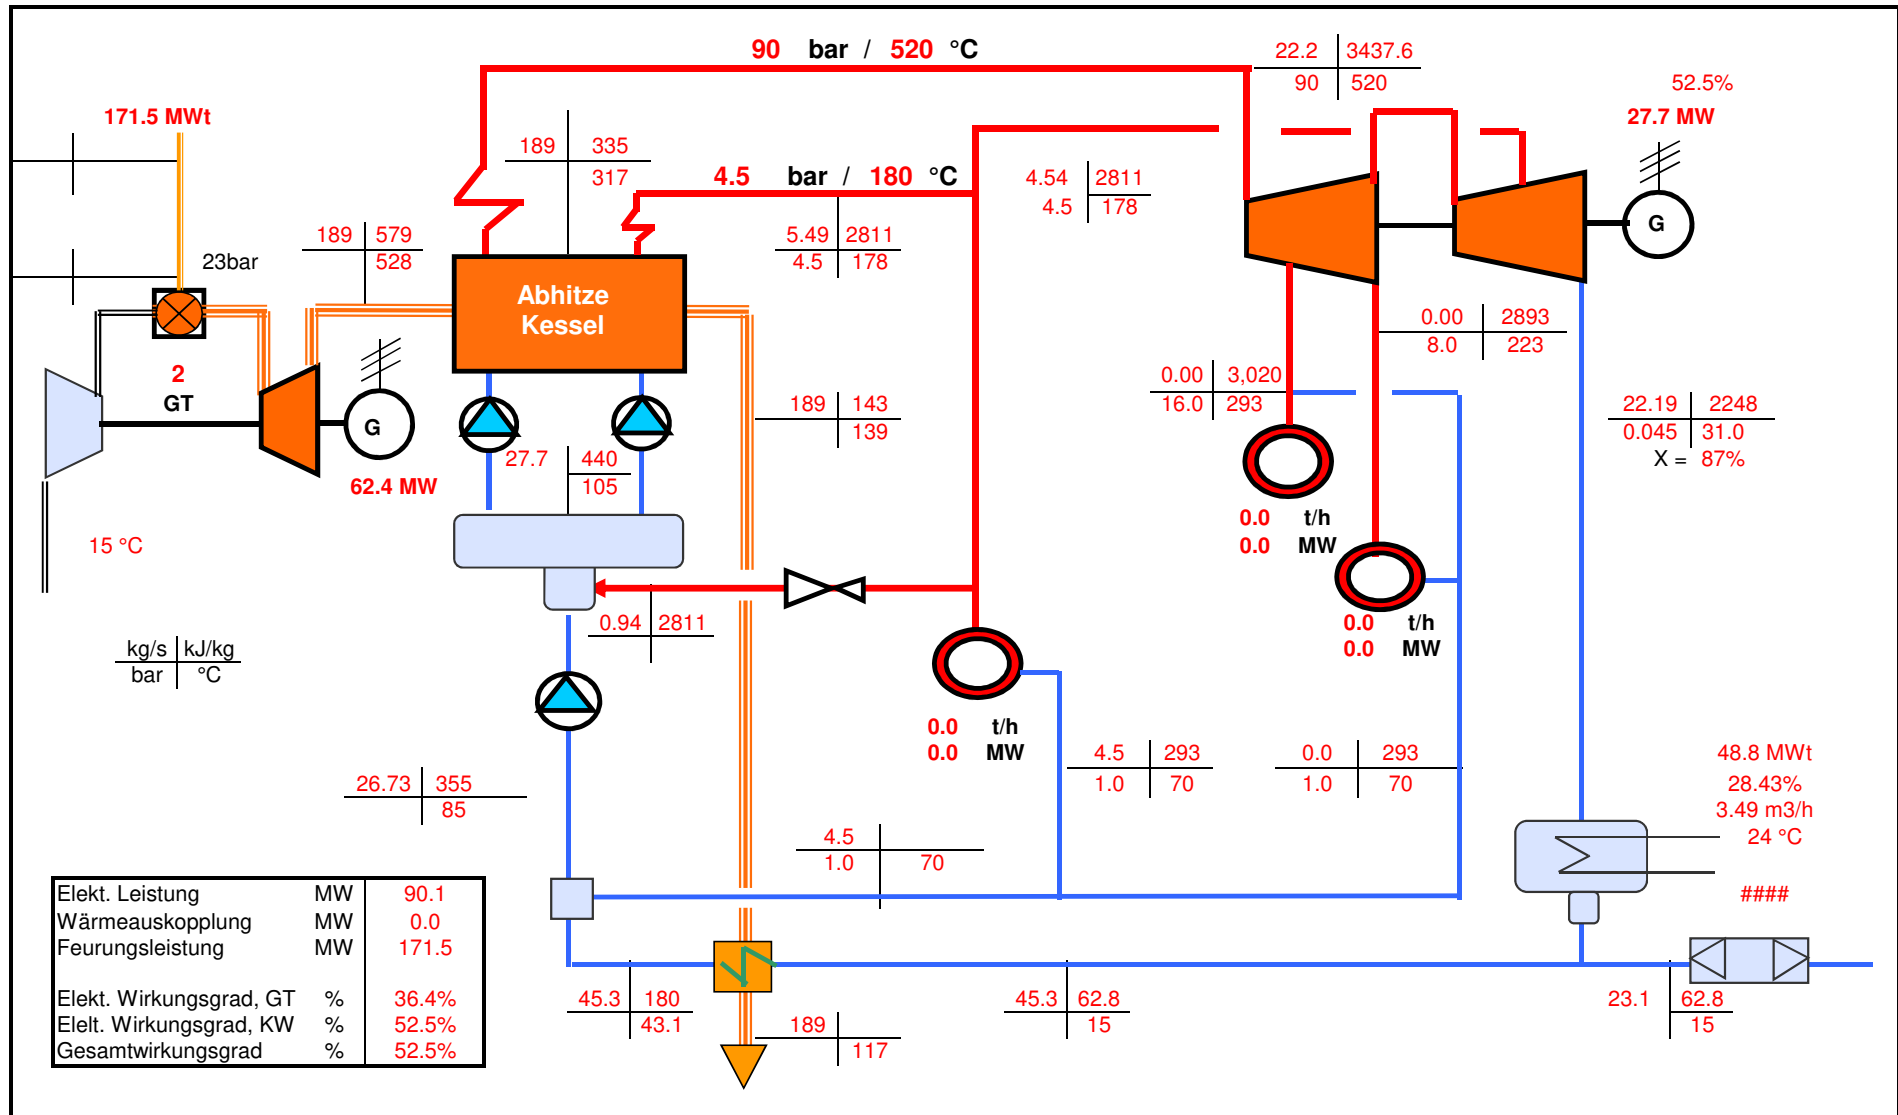 90 bar / 520 °C
22.2 3437.6
90 520
52.5%
27.7 MW
171.5 MWt
189 335
317
4.5 bar / 180 °C
4.54 2811
4.5 178
G
189 579
528
23bar
5.49 2811
4.5 178
Abhitze
Kessel
0.00 2893
8.0 223
2
GT
0.00 3,020
16.0 293
189 143
139
22.19 2248
0.045 31.0
X = 87%
G
27.7 440
105
62.4 MW
0.0 t/h
0.0 MW
15 °C
0.94 2811
0.0 t/h
0.0 MW
kg/s kJ/kg
bar °C
0.0 t/h
0.0 MW
4.5 293
1.0 70
0.0 293
1.0 70
48.8 MWt
28.43%
3.49 m3/h
24 °C
26.73 355
85
4.5
1.0 70
####
Elekt. Leistung MW 90.1
Wärmeauskopplung MW 0.0
Feurungsleistung MW 171.5
Elekt. Wirkungsgrad, GT % 36.4%
Elelt. Wirkungsgrad, KW % 52.5%
Gesamtwirkungsgrad % 52.5%
45.3 180
43.1
189
117
45.3 62.8
15
23.1 62.8
15